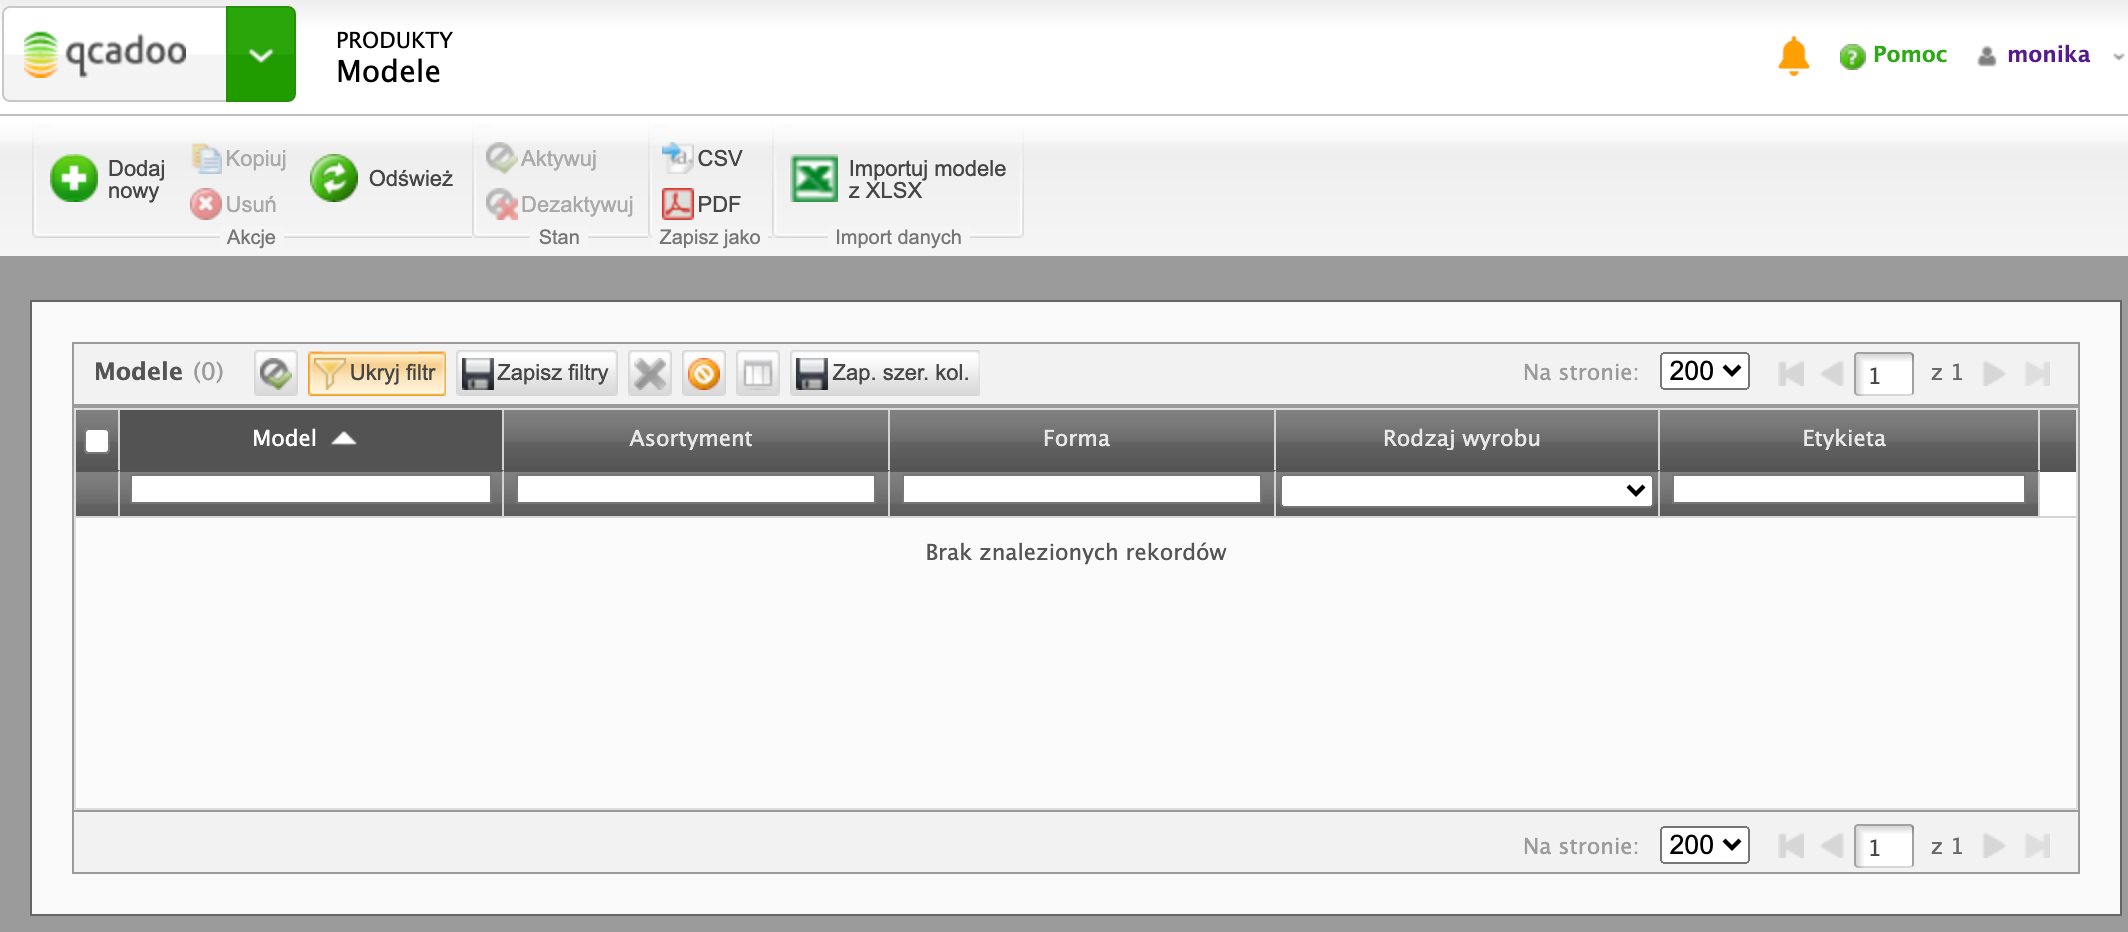 qcadoo
PRODUKTY
Modele
Pomoc
monika
Dodaj nowy
Kopiuj
Usuń
Odśwież
Akcje
Aktywuj
Dezaktywuj
Stan
CSV
PDF
Zapisz jako
Importuj modele z XLSX
Import danych
Modele (0)
Ukryj filtr
Zapisz filtry
Zap. szer. kol.
Na stronie: 200
1 z 1
Model
Asortyment
Forma
Rodzaj wyrobu
Etykieta
Brak znalezionych rekordów
Na stronie: 200
1 z 1